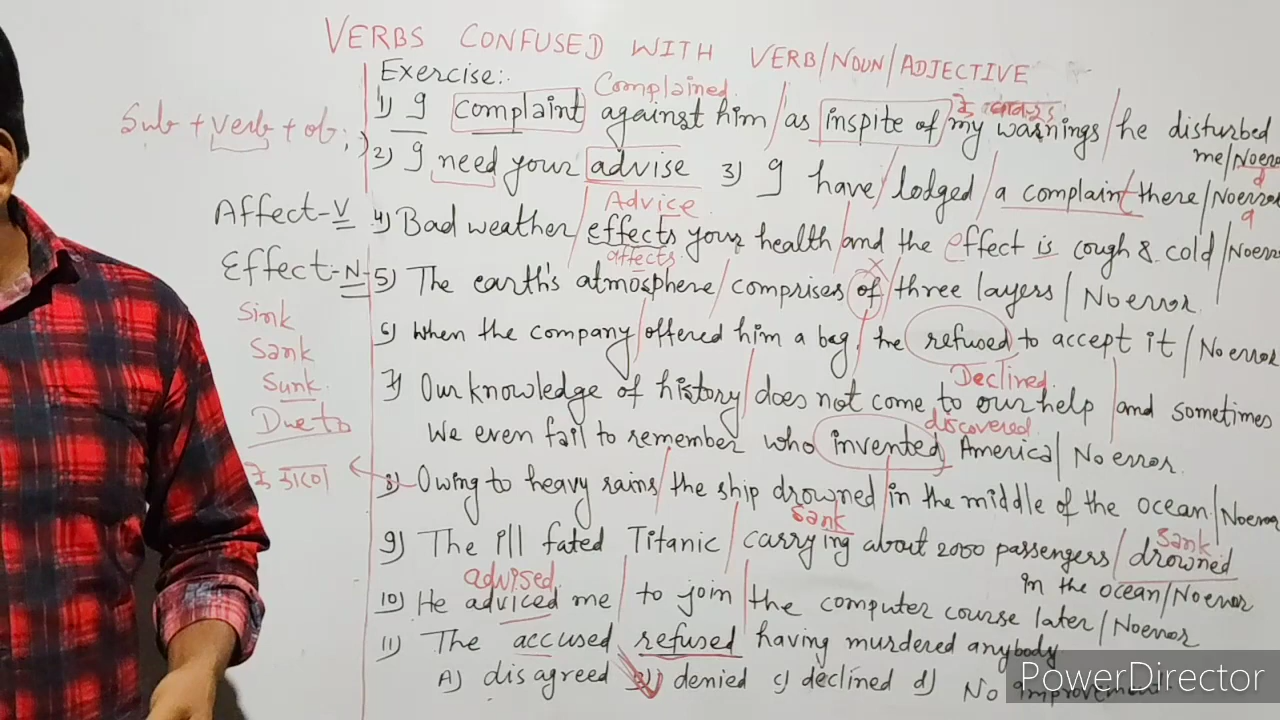 VERBS CONFUSED WITH VERB/NOUN/ADJECTIVE
Exercise:-
Complained
1) I complaint against him / as inspite of my warnings / he disturbed
me/No erro
Sub + verb + ob;
2) I need your advise 3) I have / lodged / a complaint there / No error
d
Advice
a
Affect-V
4) Bad weather / effects your health / and the effect is cough & cold / No erro
affects
Effect-N
5) The earth's atmosphere / comprises of / three layers / No error.
X
Sink
Sank
Sunk
Due to
के कारण
6) When the company / offered him a bag, / he refused to accept it / No error
Declined
7) Our knowledge of history / does not come to our help / and sometimes
discovered
We even fail to remember who invented America / No error.
8) Owing to heavy rains / the ship drowned / in the middle of the ocean / No erro
Sank
Sank
9) The ill fated Titanic / carrying about 2000 passengers / drowned
in the ocean/No error
advised
10) He adviced me / to join / the computer course later / No error
11) The accused refused having murdered anybody
A) disagreed B) denied c) declined d) No improvement
PowerDirector